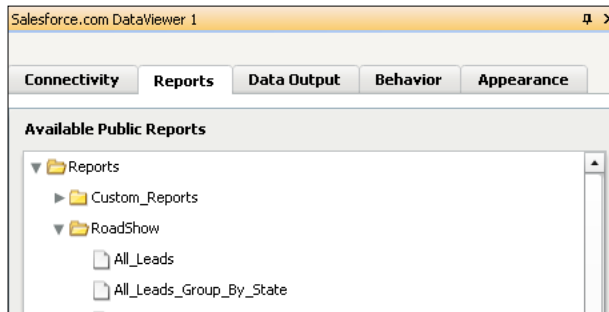 Salesforce.com DataViewer 1
Connectivity Reports Data Output Behavior Appearance
Available Public Reports
Reports
Custom_Reports
RoadShow
All_Leads
All_Leads_Group_By_State